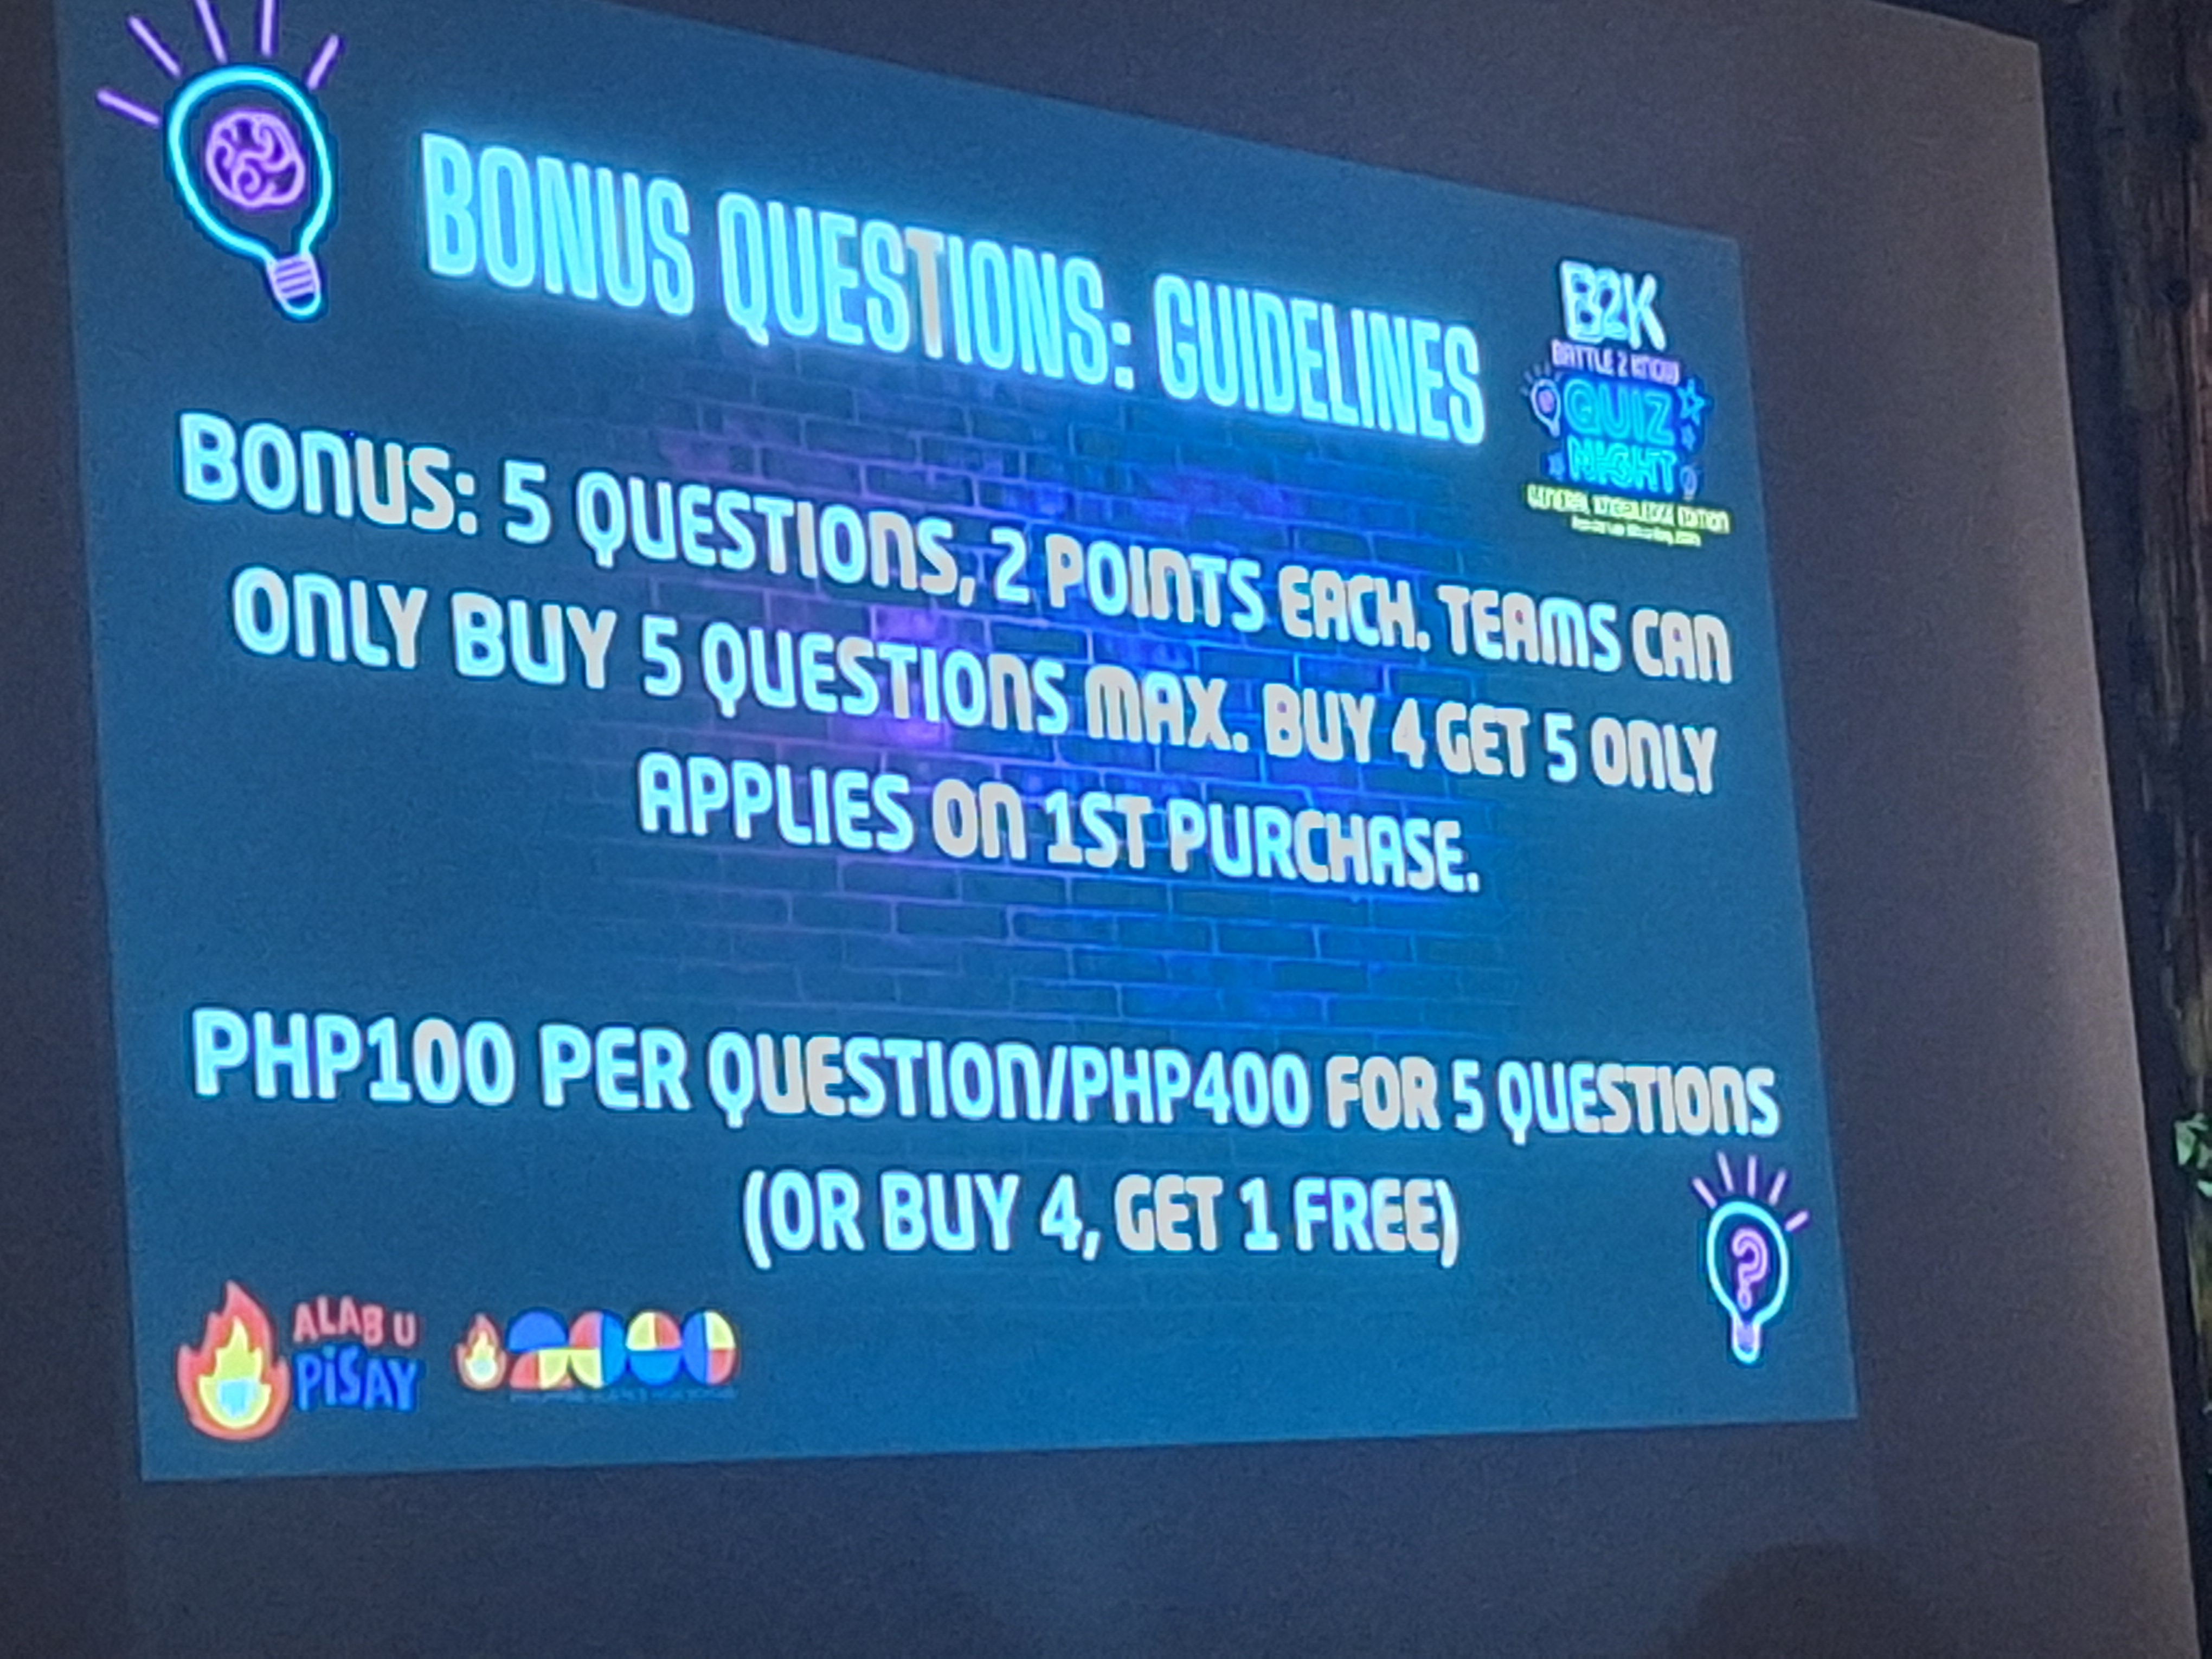 BONUS QUESTIONS: GUIDELINES
B2K
BATTLE 2 KNOW
QUIZ
NIGHT
GENERAL KNOWLEDGE EDITION
BONUS: 5 QUESTIONS, 2 POINTS EACH. TEAMS CAN
ONLY BUY 5 QUESTIONS MAX. BUY 4 GET 5 ONLY
APPLIES ON 1ST PURCHASE.
PHP100 PER QUESTION/PHP400 FOR 5 QUESTIONS
(OR BUY 4, GET 1 FREE)
?
ALAB U
PiSAY
2000